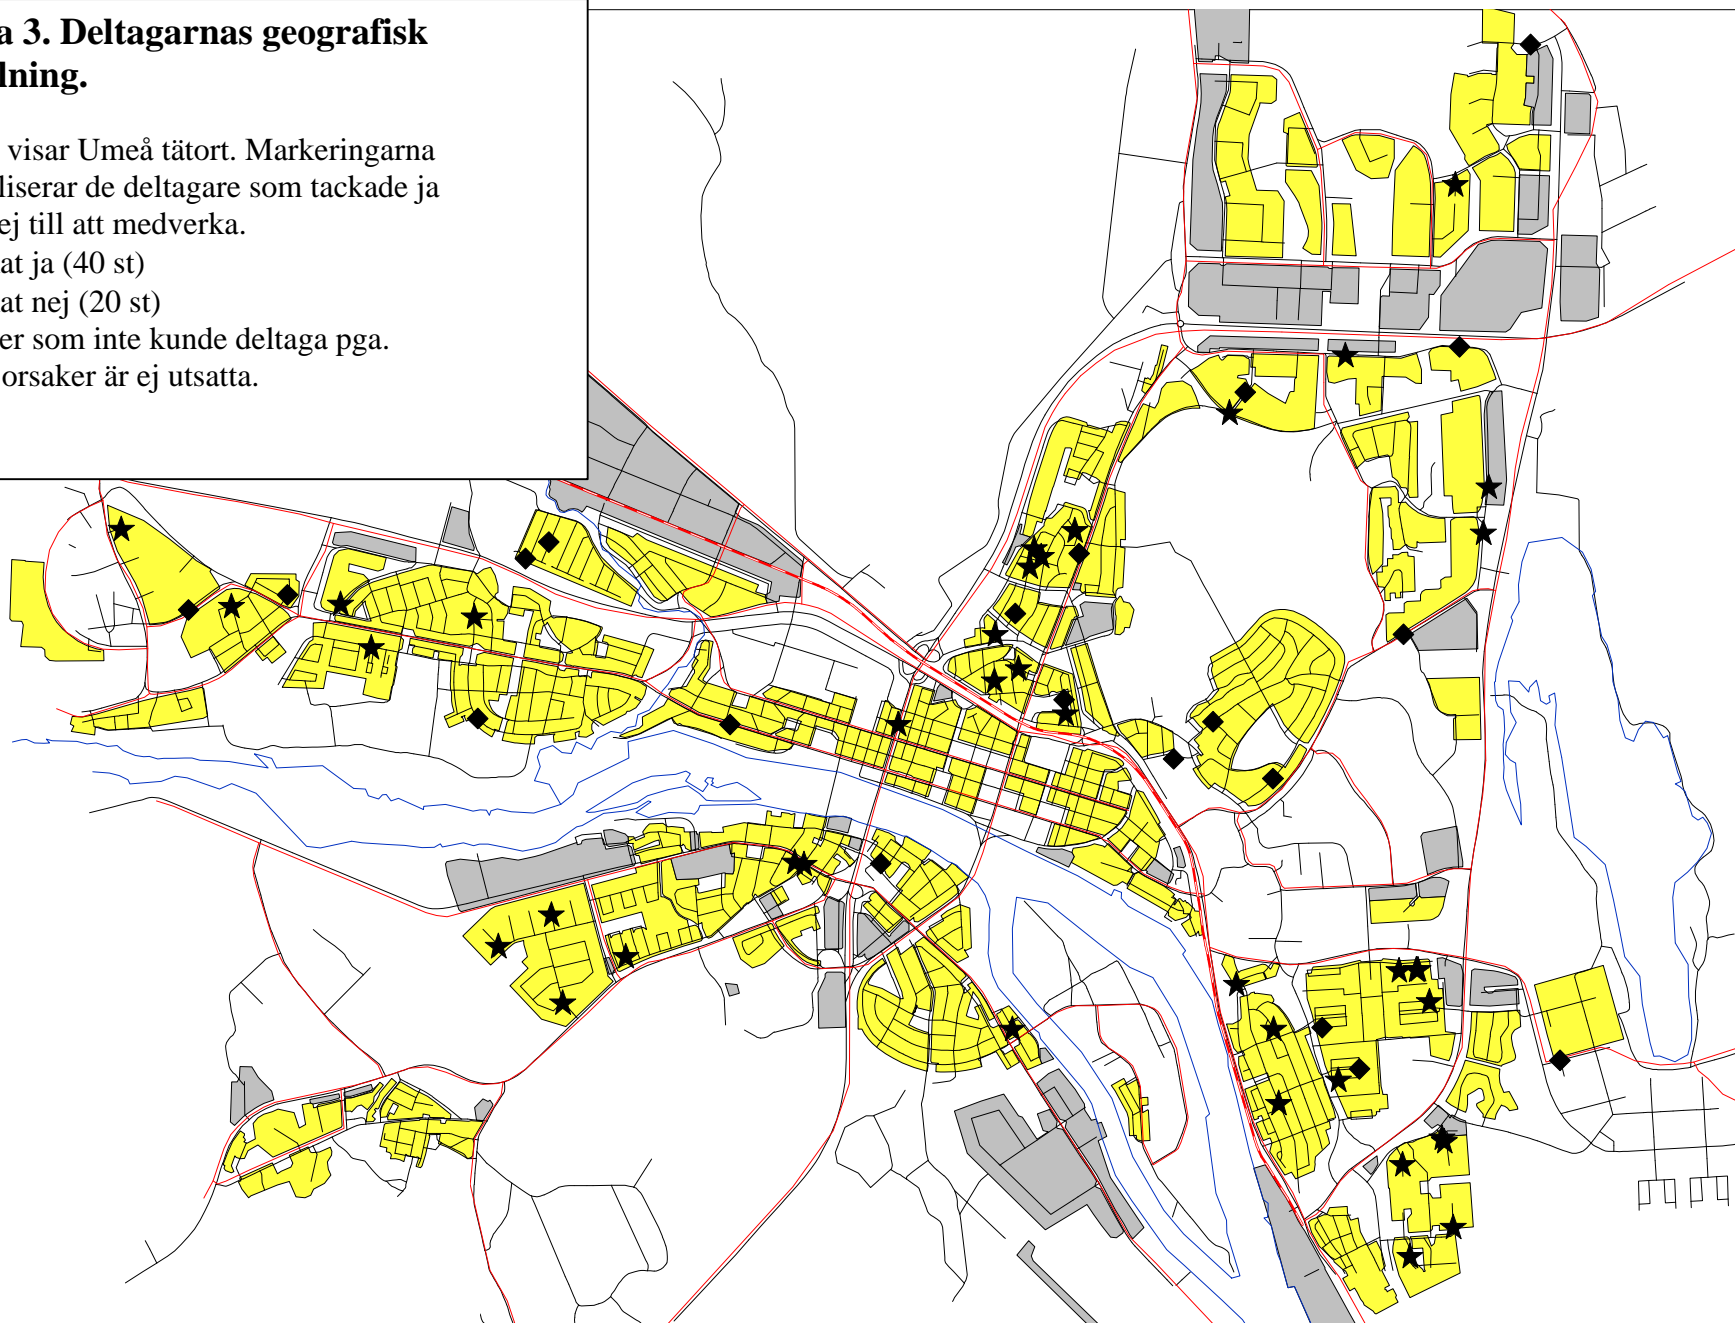 a 3. Deltagarnas geografisk
lning.
visar Umeå tätort. Markeringarna
liserar de deltagare som tackade ja
ej till att medverka.
at ja (40 st)
at nej (20 st)
er som inte kunde deltaga pga.
orsaker är ej utsatta.